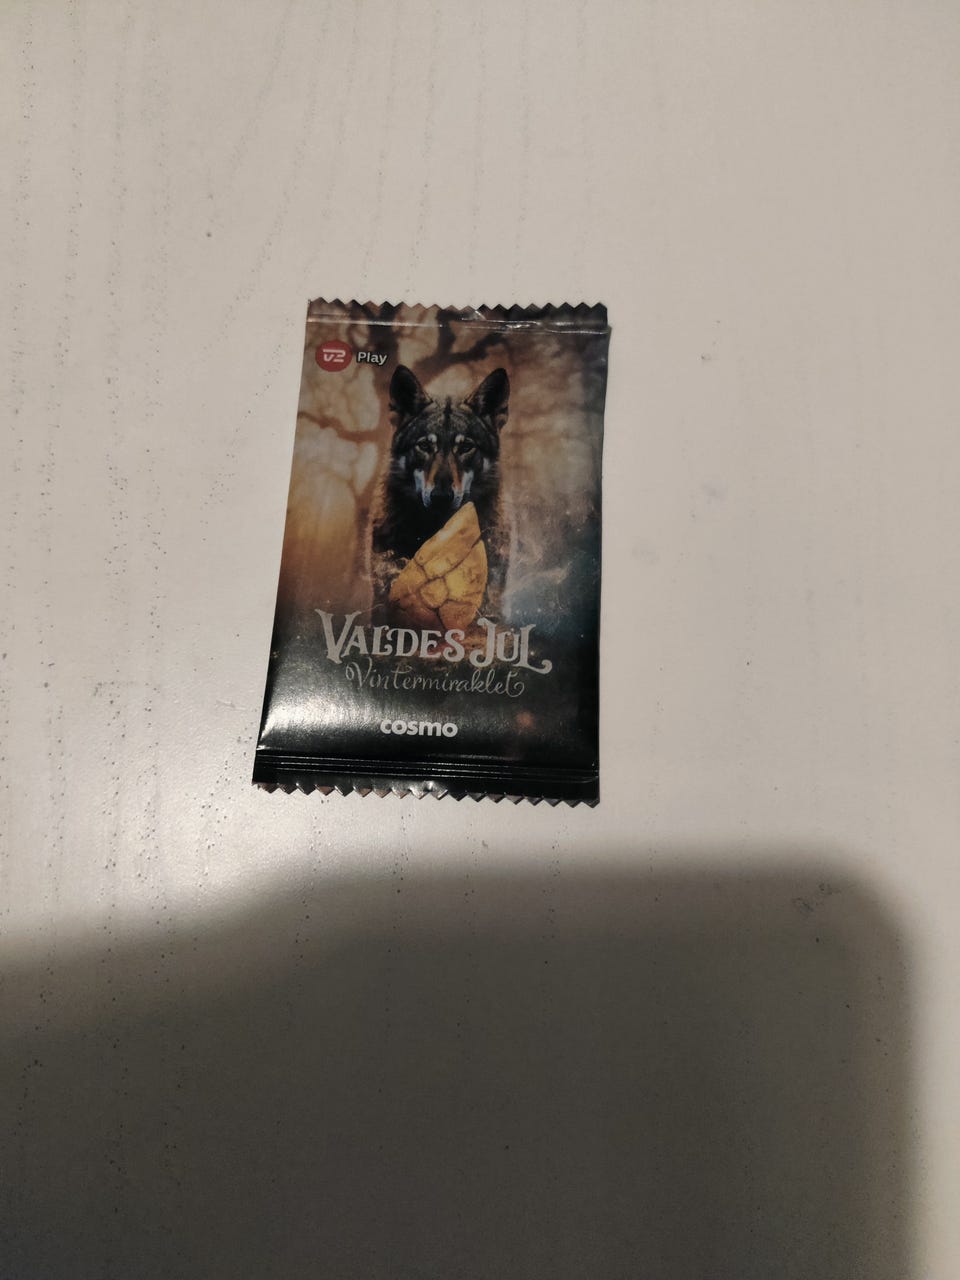 TV2 Play
VALDES JUL
Vintermiraklet
cosmo